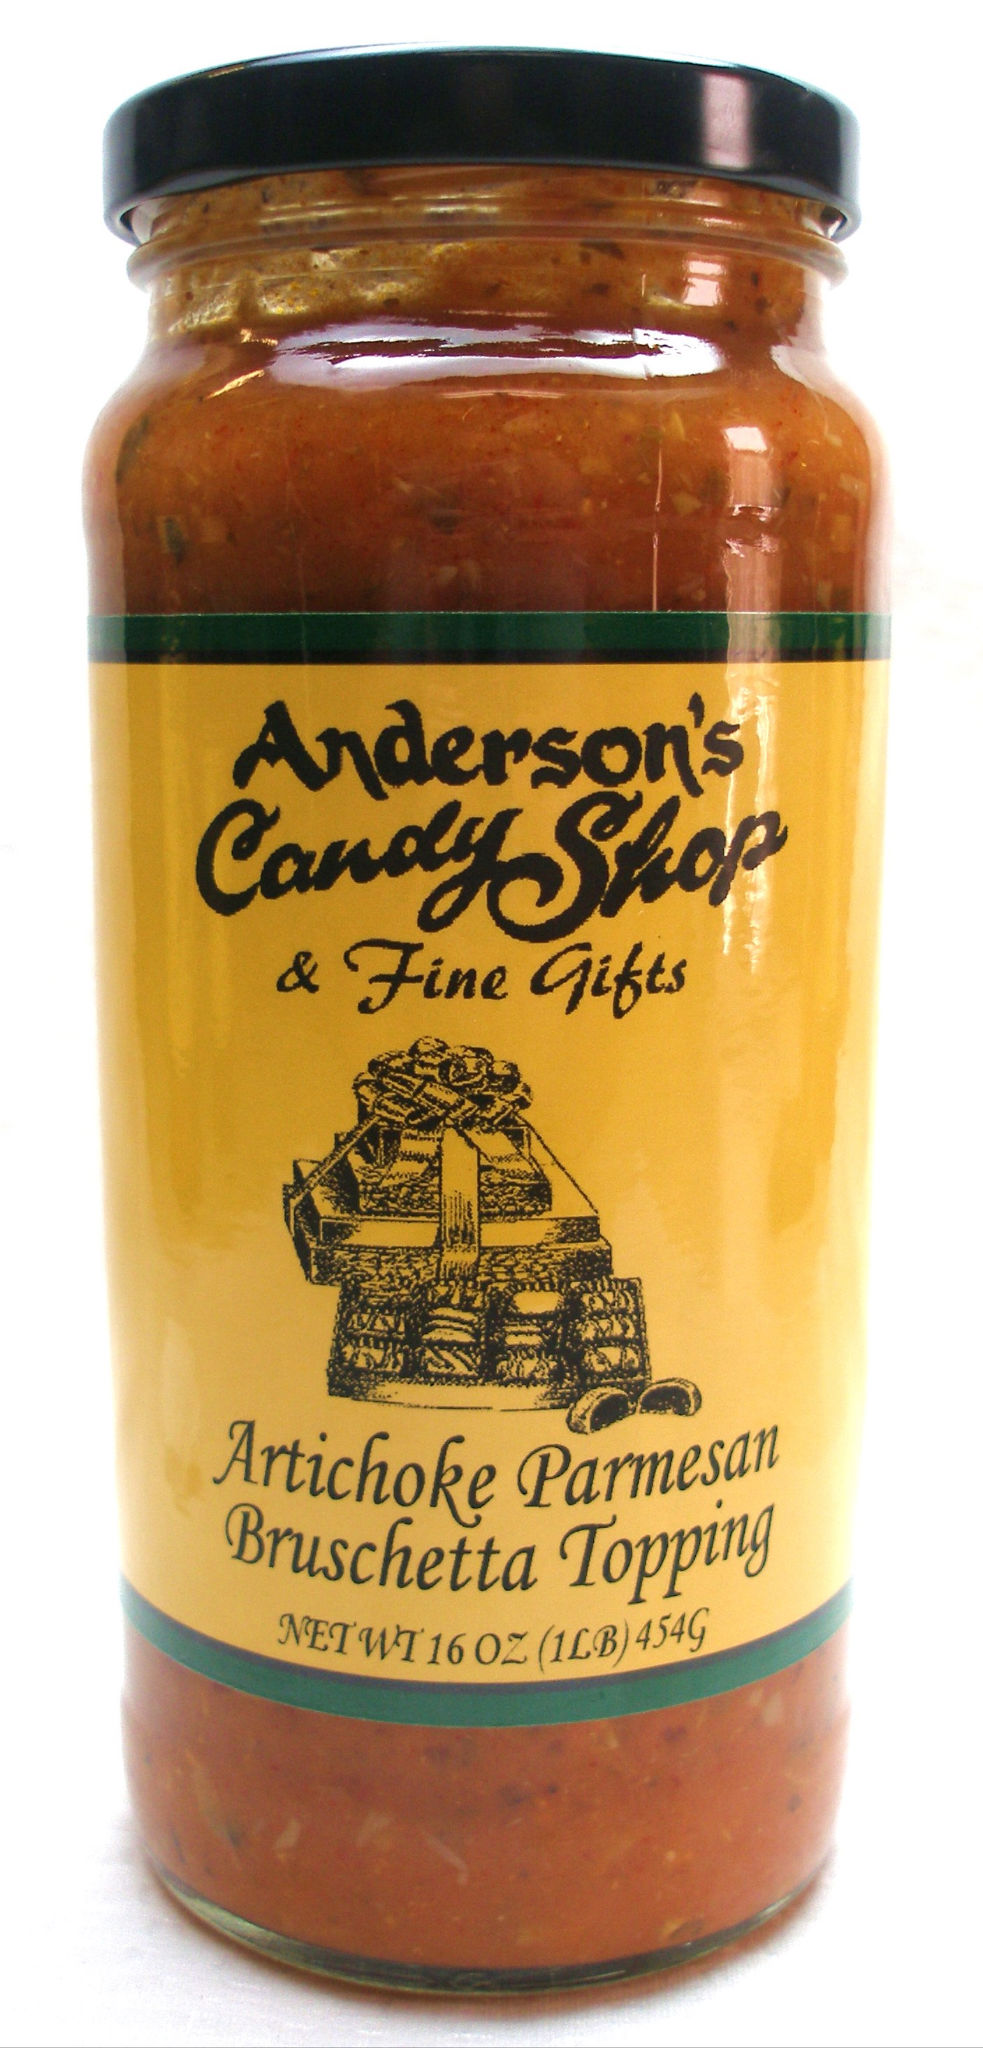 Anderson's
Candy Shop
& Fine Gifts
Artichoke Parmesan
Bruschetta Topping
NET WT 16 OZ (1LB) 454G